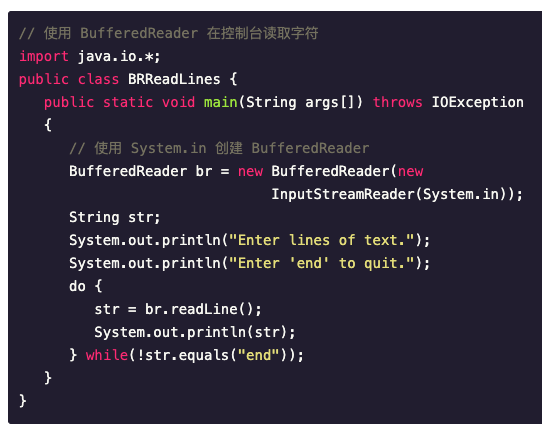 // 使用 BufferedReader 在控制台读取字符
import java.io.*;
public class BRReadLines {
   public static void main(String args[]) throws IOException
   {
      // 使用 System.in 创建 BufferedReader
      BufferedReader br = new BufferedReader(new
                              InputStreamReader(System.in));
      String str;
      System.out.println("Enter lines of text.");
      System.out.println("Enter 'end' to quit.");
      do {
         str = br.readLine();
         System.out.println(str);
      } while(!str.equals("end"));
   }
}